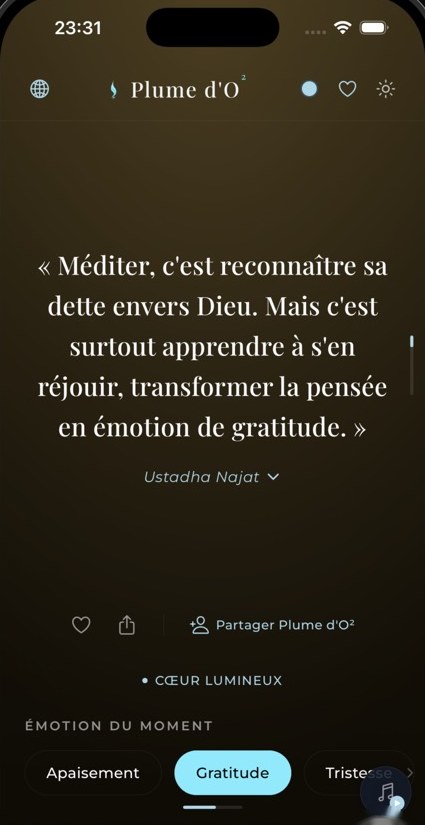 23:31
Plume d'O²
« Méditer, c'est reconnaître sa
dette envers Dieu. Mais c'est
surtout apprendre à s'en
réjouir, transformer la pensée
en émotion de gratitude. »
Ustadha Najat
Partager Plume d'O²
• CŒUR LUMINEUX
ÉMOTION DU MOMENT
Apaisement Gratitude Tristesse